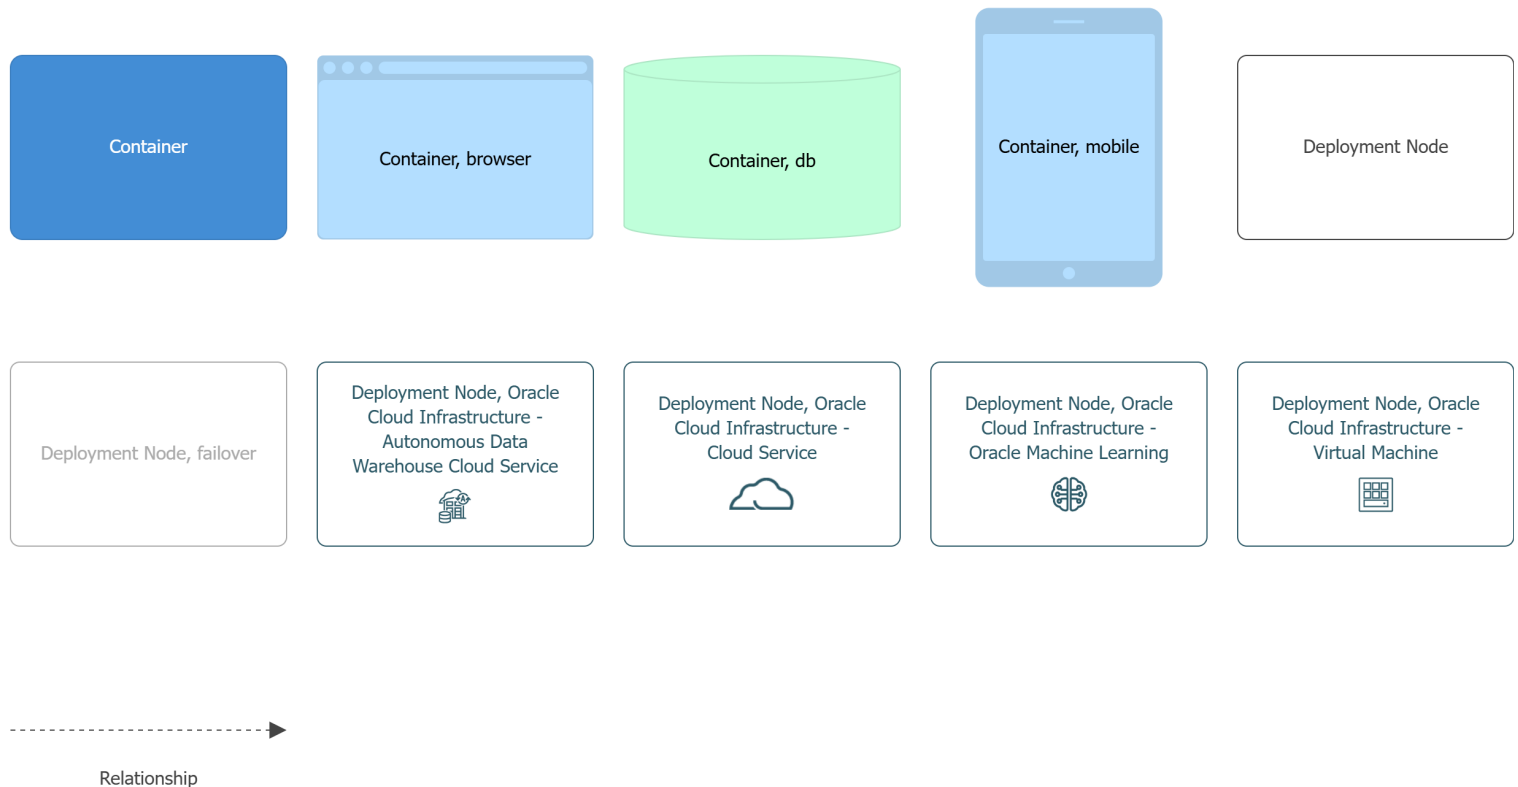 Container
Container, browser
Container, db
Container, mobile
Deployment Node
Deployment Node, failover
Deployment Node, Oracle
Cloud Infrastructure -
Autonomous Data
Warehouse Cloud Service
Deployment Node, Oracle
Cloud Infrastructure -
Cloud Service
Deployment Node, Oracle
Cloud Infrastructure -
Oracle Machine Learning
Deployment Node, Oracle
Cloud Infrastructure -
Virtual Machine
Relationship